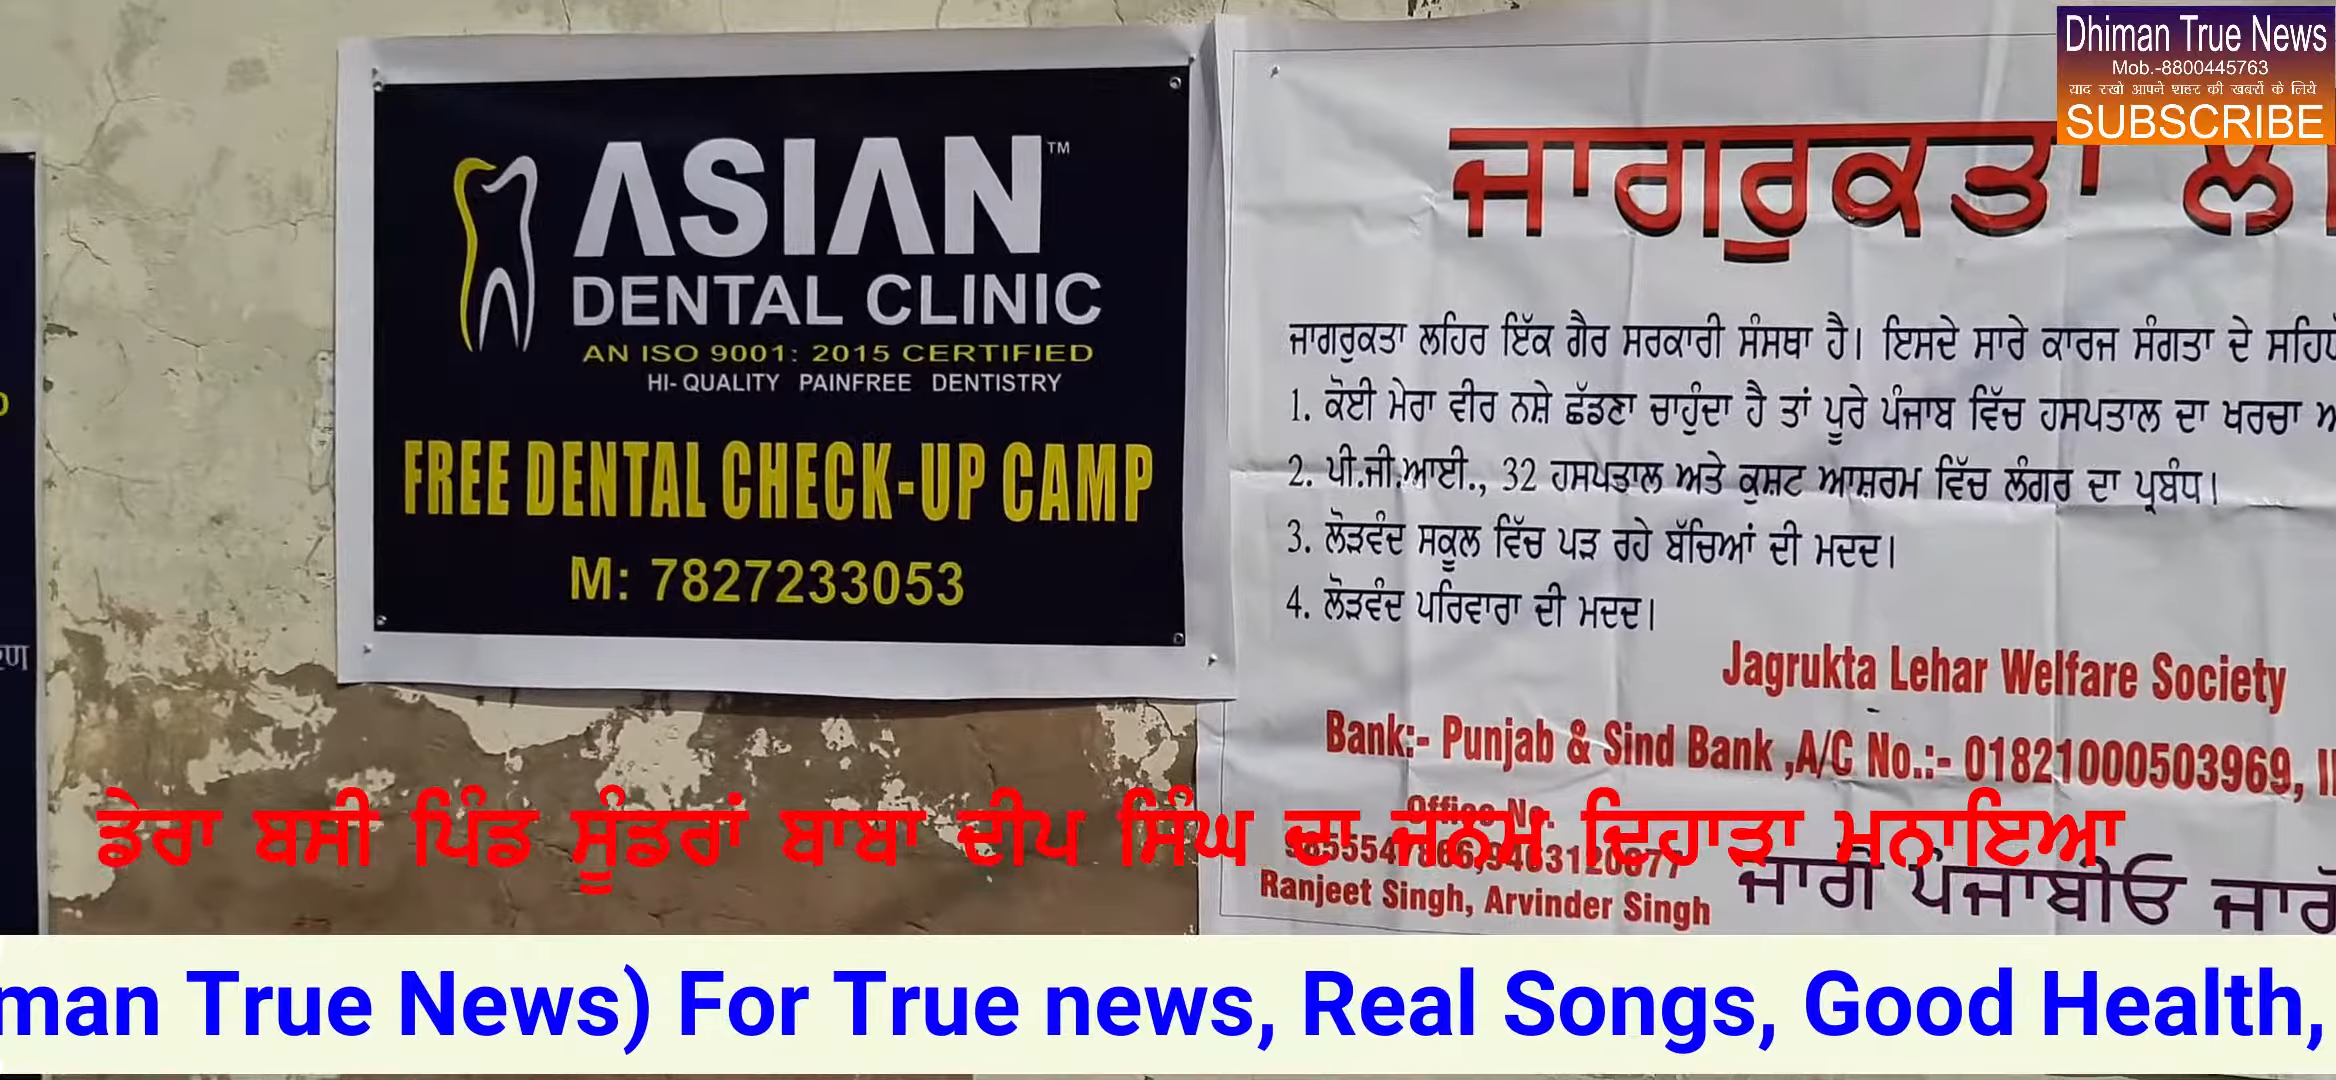 Dhiman True News
Mob.-8800445763
याद रखो आपने शहर की खबरों के लिये
SUBSCRIBE
ASIAN™
DENTAL CLINIC
AN ISO 9001: 2015 CERTIFIED
HI-QUALITY PAINFREE DENTISTRY
FREE DENTAL CHECK-UP CAMP
M: 7827233053
ਜਾਗਰੁਕਤਾ
ਜਾਗਰੁਕਤਾ ਲਹਿਰ ਇੱਕ ਗੈਰ ਸਰਕਾਰੀ ਸੰਸਥਾ ਹੈ। ਇਸਦੇ ਸਾਰੇ ਕਾਰਜ ਸੰਗਤਾ ਦੇ
1. ਕੋਈ ਮੇਰਾ ਵੀਰ ਨਸ਼ੇ ਛੱਡਣਾ ਚਾਹੁੰਦਾ ਹੈ ਤਾਂ ਪੂਰੇ ਪੰਜਾਬ ਵਿੱਚ ਹਸਪਤਾਲ ਦਾ ਖਰਚਾ
2. ਪੀ.ਜੀ.ਆਈ., 32 ਹਸਪਤਾਲ ਅਤੇ ਕੁਸ਼ਟ ਆਸ਼ਰਮ ਵਿੱਚ ਲੰਗਰ ਦਾ ਪ੍ਰਬੰਧ।
3. ਲੋੜਵੰਦ ਸਕੂਲ ਵਿੱਚ ਪੜ ਰਹੇ ਬੱਚਿਆਂ ਦੀ ਮਦਦ।
4. ਲੋੜਵੰਦ ਪਰਿਵਾਰਾ ਦੀ ਮਦਦ।
Jagrukta Lehar Welfare Society
Bank:- Punjab & Sind Bank ,A/C No.:- 01821000503969,
Office No.
Ranjeet Singh, Arvinder Singh
ਜਾਗੋ ਪੰਜਾਬੀਓ
ਡੇਰਾ ਬਸੀ ਪਿੰਡ ਸੂੰਡਰਾਂ ਬਾਬਾ ਦੀਪ ਸਿੰਘ ਦਾ ਜਨਮ ਦਿਹਾੜਾ ਮਨਾਇਆ
man True News) For True news, Real Songs, Good Health,